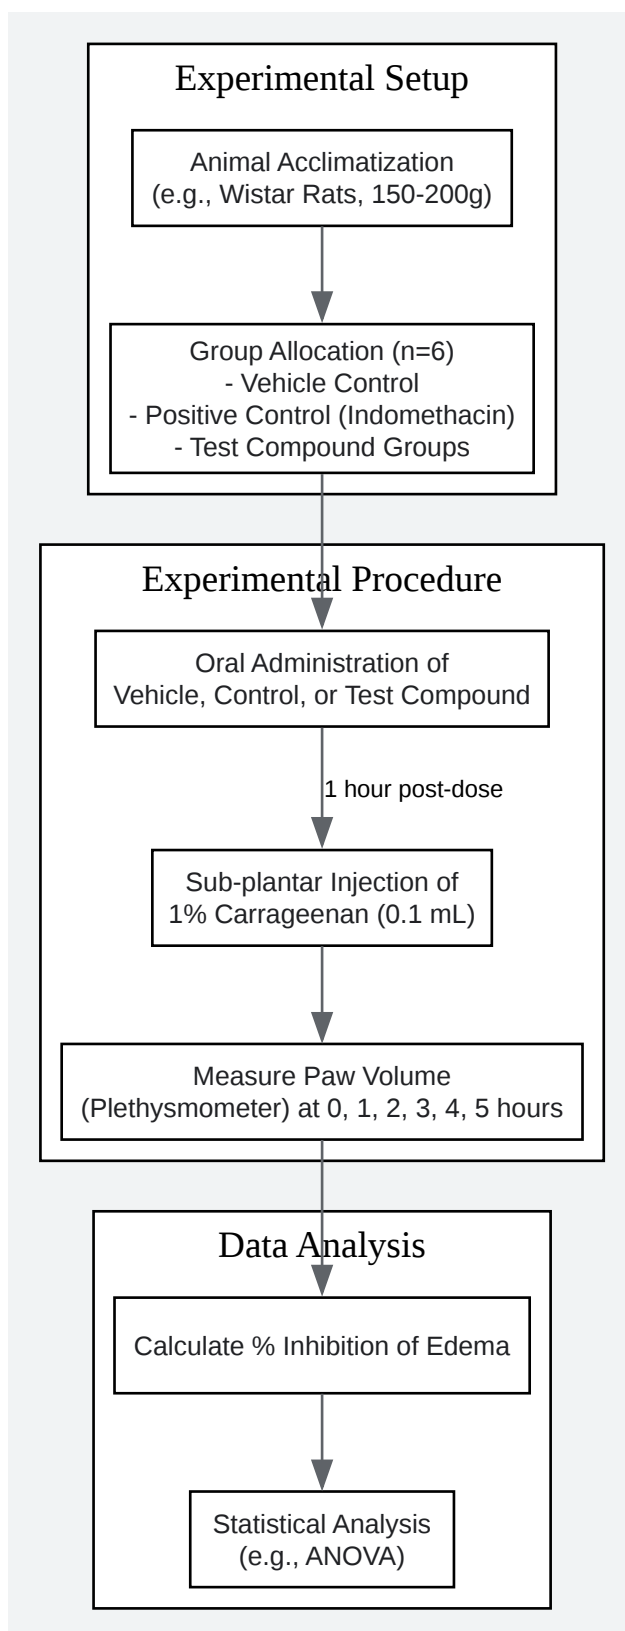 Experimental Setup
Animal Acclimatization
(e.g., Wistar Rats, 150-200g)
Group Allocation (n=6)
- Vehicle Control
- Positive Control (Indomethacin)
- Test Compound Groups
Experimental Procedure
Oral Administration of
Vehicle, Control, or Test Compound
1 hour post-dose
Sub-plantar Injection of
1% Carrageenan (0.1 mL)
Measure Paw Volume
(Plethysmometer) at 0, 1, 2, 3, 4, 5 hours
Data Analysis
Calculate % Inhibition of Edema
Statistical Analysis
(e.g., ANOVA)